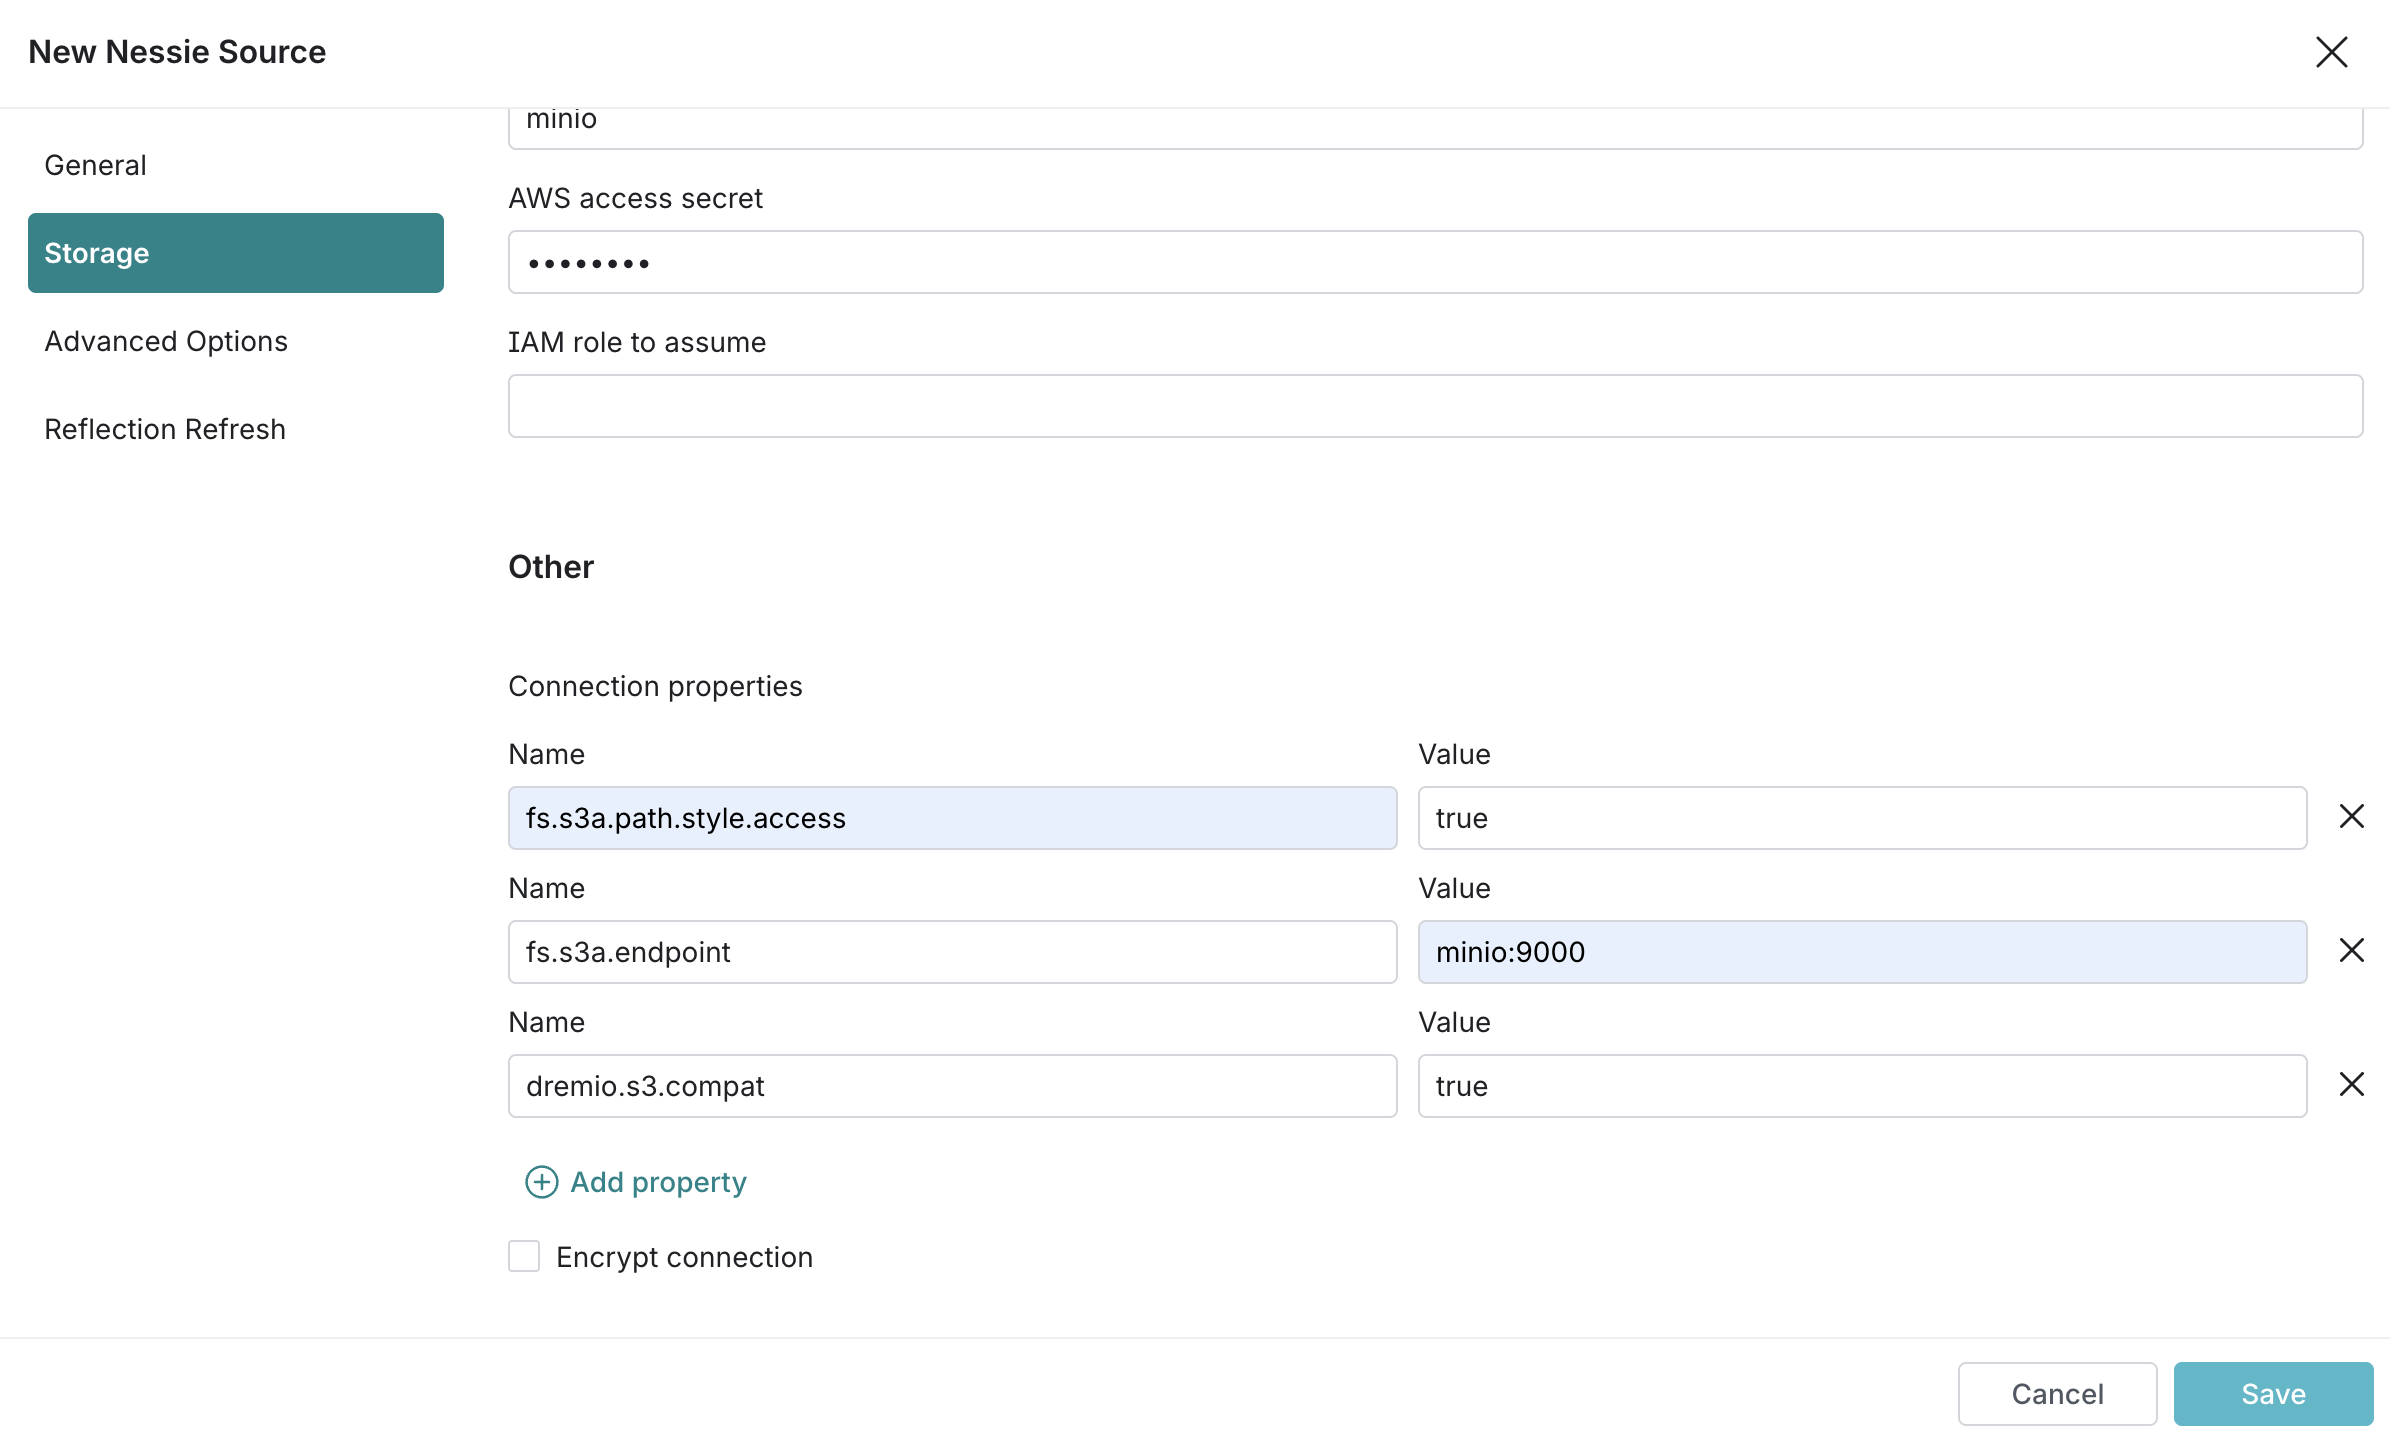 New Nessie Source
General
Storage
Advanced Options
Reflection Refresh
minio
AWS access secret
••••••••
IAM role to assume
Other
Connection properties
Name Value
fs.s3a.path.style.access true
Name Value
fs.s3a.endpoint minio:9000
Name Value
dremio.s3.compat true
Add property
Encrypt connection
Cancel Save